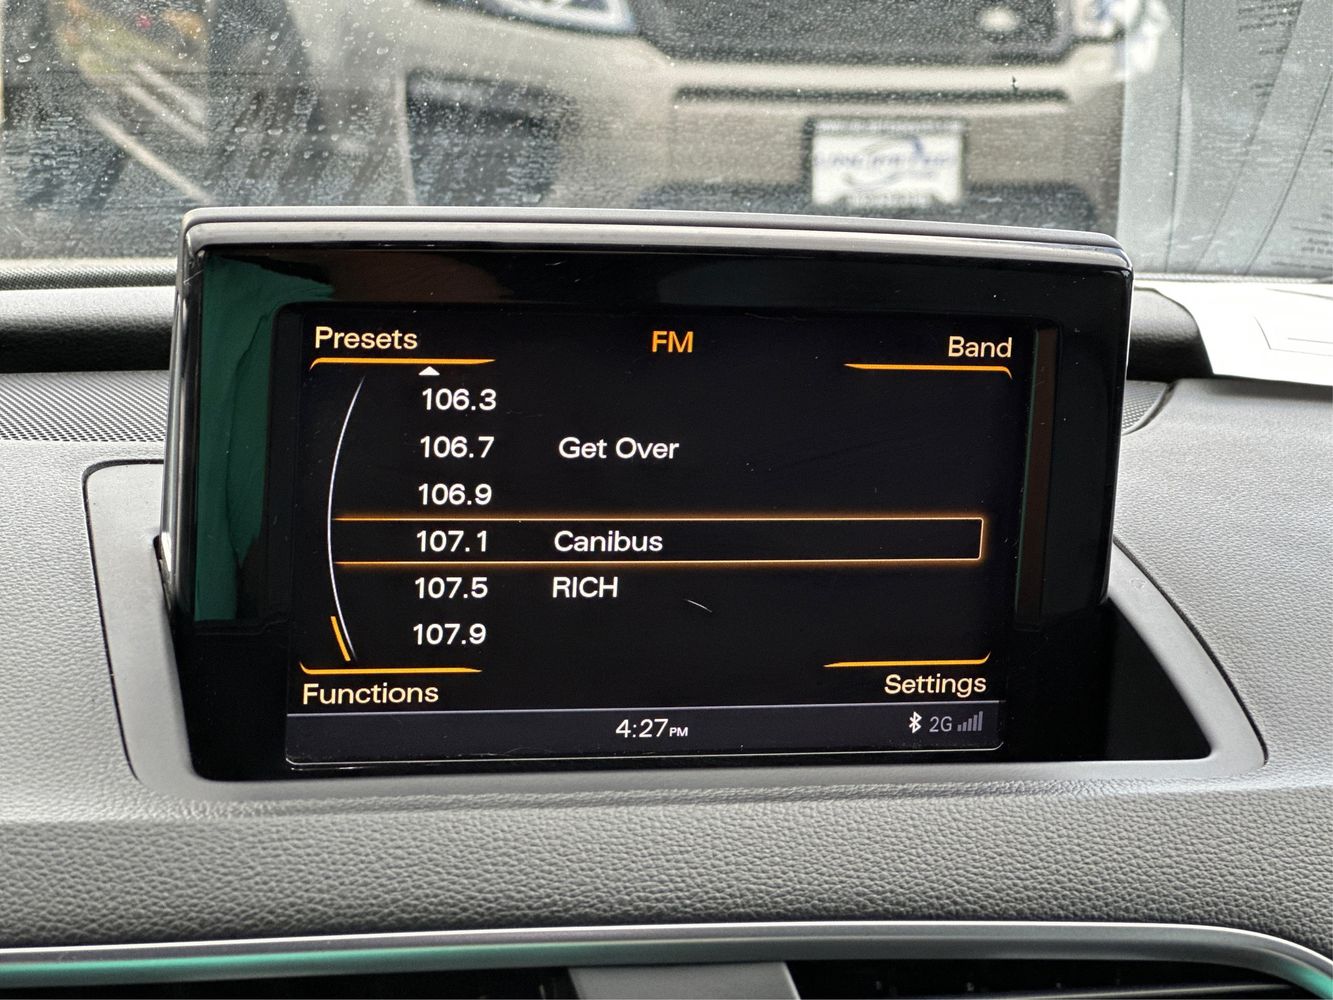 Presets FM Band
106.3
106.7 Get Over
106.9
107.1 Canibus
107.5 RICH
107.9
Functions Settings
4:27PM 2G